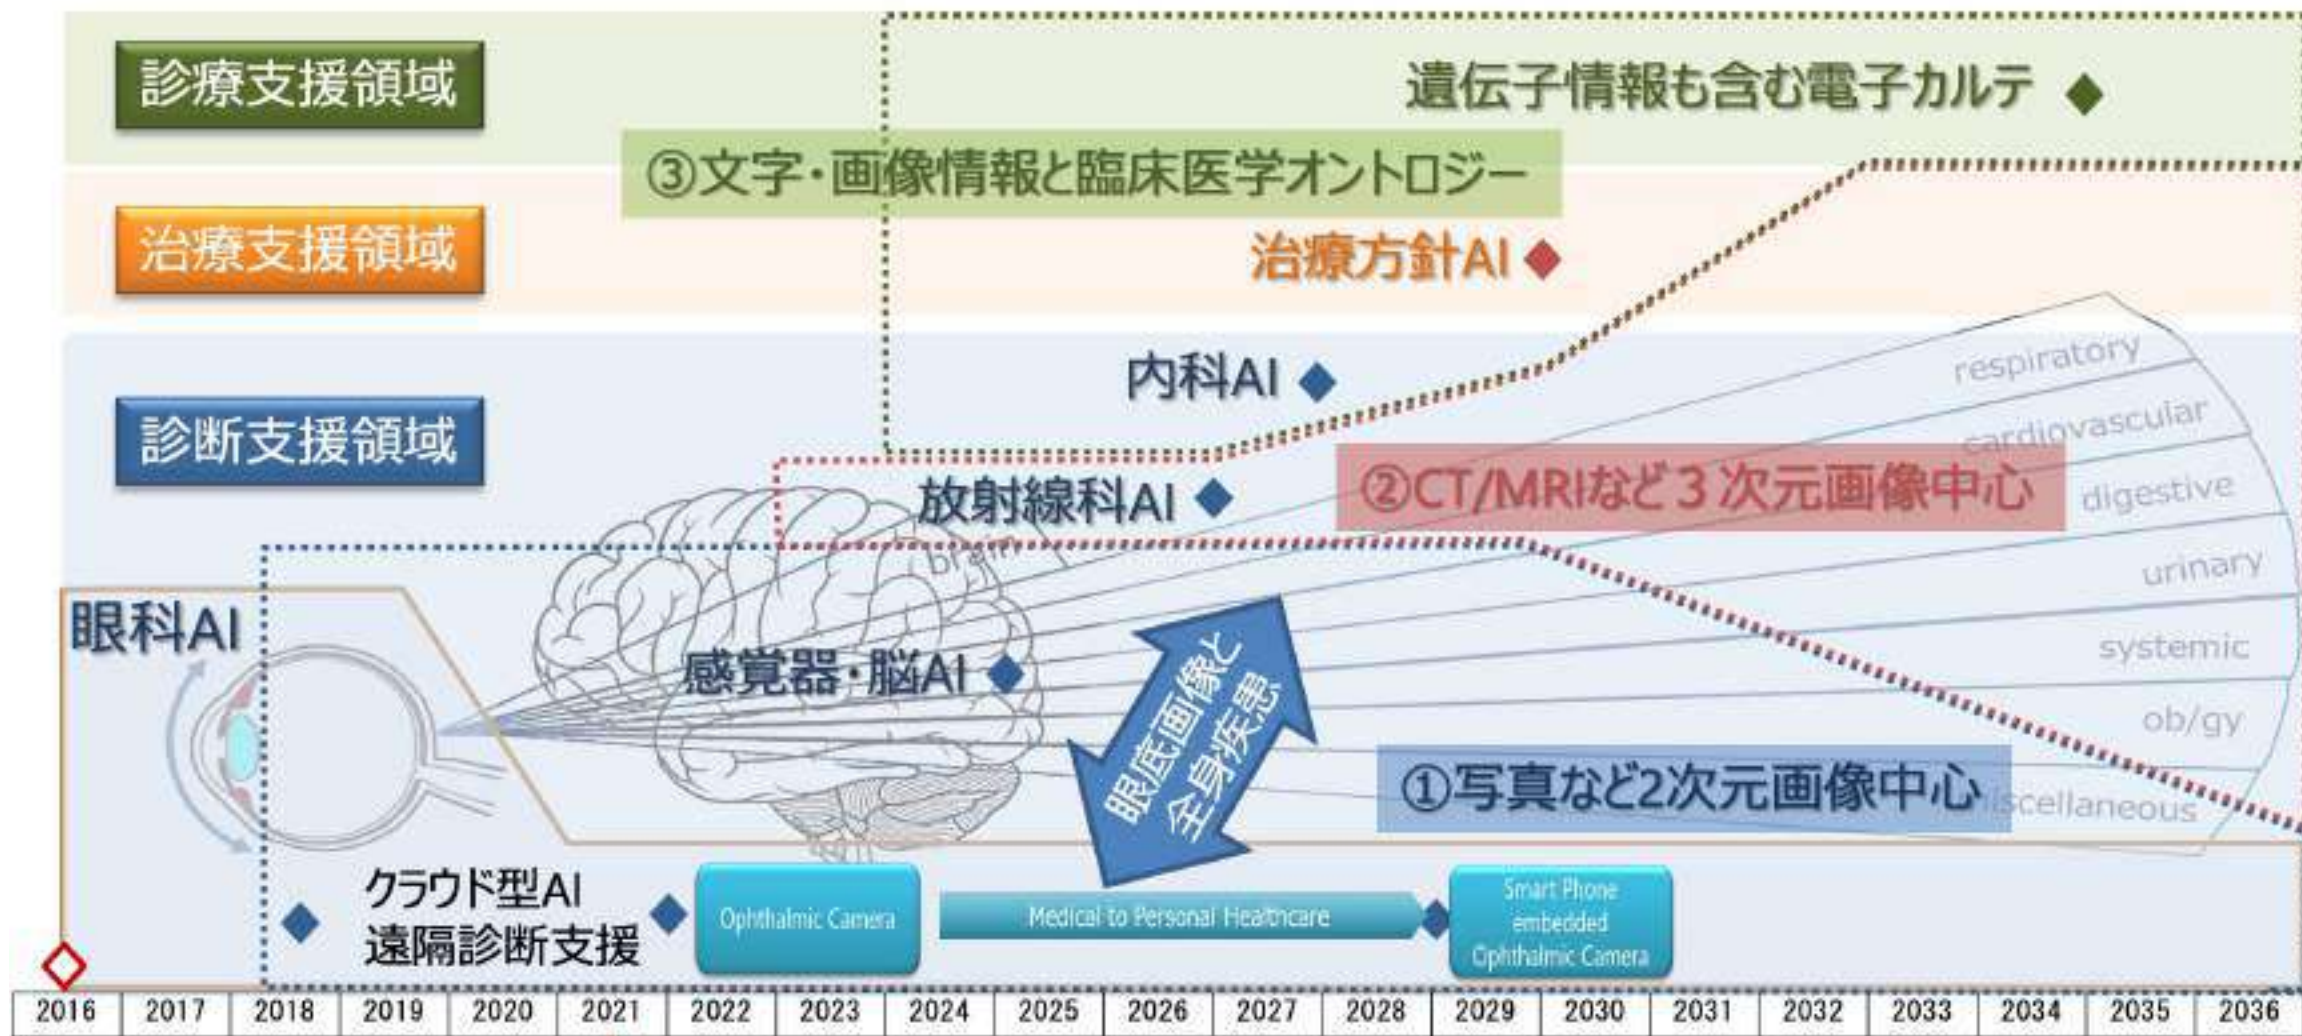 診療支援領域
遺伝子情報も含む電子カルテ
③文字・画像情報と臨床医学オントロジー
治療支援領域
治療方針AI
内科AI
respiratory
cardiovascular
診断支援領域
放射線科AI
②CT/MRIなど3次元画像中心
digestive
brain
urinary
眼科AI
感覚器・脳AI
眼底画像と
全身疾患
systemic
ob/gy
①写真など2次元画像中心
miscellaneous
クラウド型AI
遠隔診断支援
Ophthalmic Camera
Medical to Personal Healthcare
Smart Phone
embedded
Ophthalmic Camera
2016 2017 2018 2019 2020 2021 2022 2023 2024 2025 2026 2027 2028 2029 2030 2031 2032 2033 2034 2035 2036